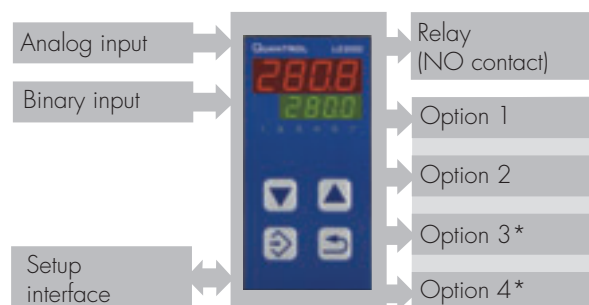 Analog input
Binary input
Setup
interface
QUANTROL LC200
280.8
280.0
Relay
(NO contact)
Option 1
Option 2
Option 3*
Option 4*